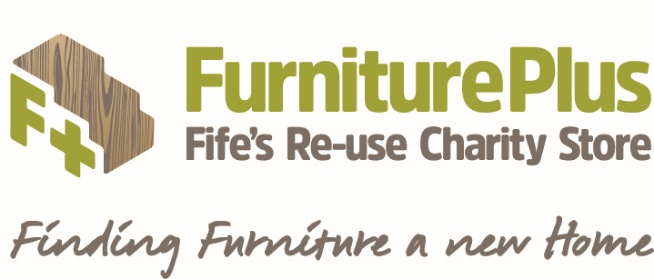 F+
FurniturePlus
Fife's Re-use Charity Store
Finding Furniture a new Home